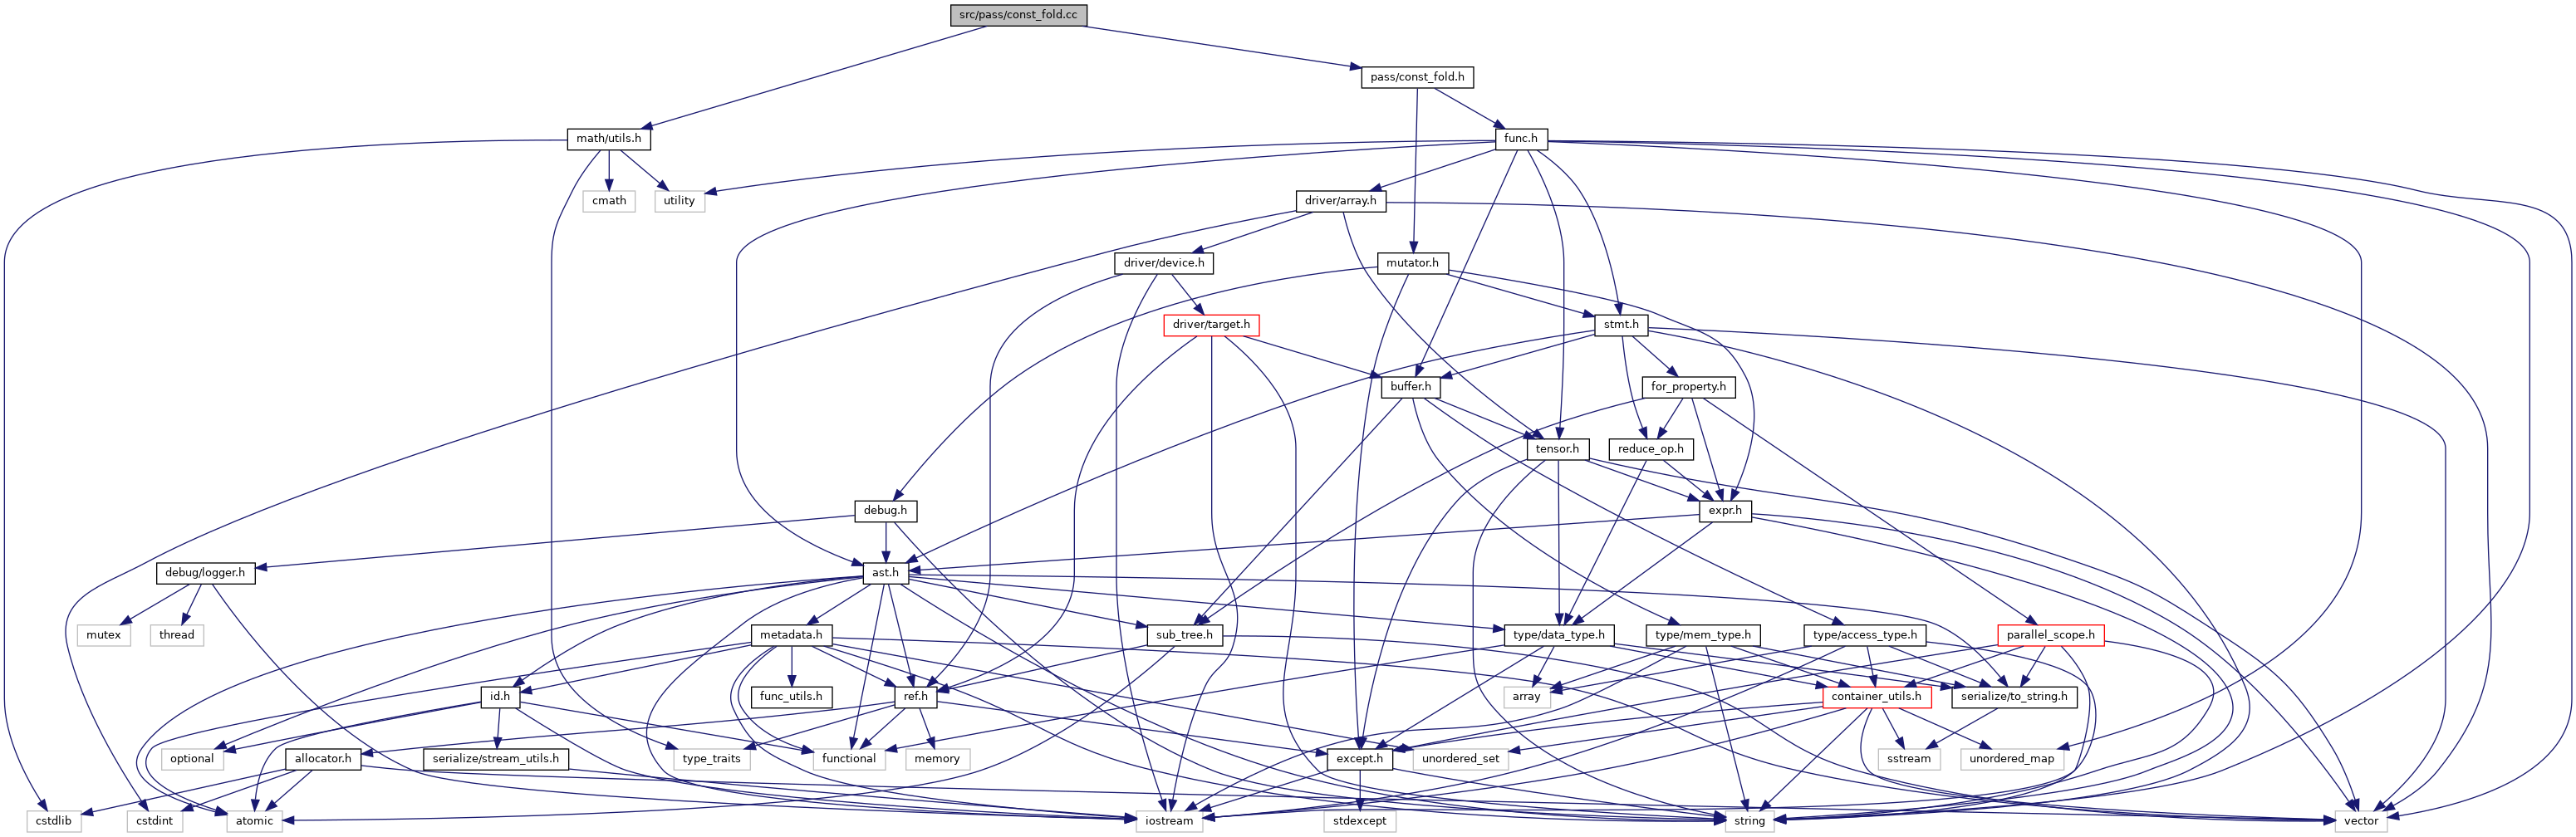 src/pass/const_fold.cc
pass/const_fold.h
math/utils.h
func.h
cmath
utility
driver/array.h
driver/device.h
mutator.h
driver/target.h
stmt.h
buffer.h
for_property.h
tensor.h
reduce_op.h
debug.h
expr.h
debug/logger.h
ast.h
mutex
thread
metadata.h
sub_tree.h
type/data_type.h
type/mem_type.h
type/access_type.h
parallel_scope.h
id.h
func_utils.h
ref.h
array
container_utils.h
serialize/to_string.h
optional
allocator.h
serialize/stream_utils.h
type_traits
functional
memory
except.h
unordered_set
sstream
unordered_map
cstdlib
cstdint
atomic
iostream
stdexcept
string
vector